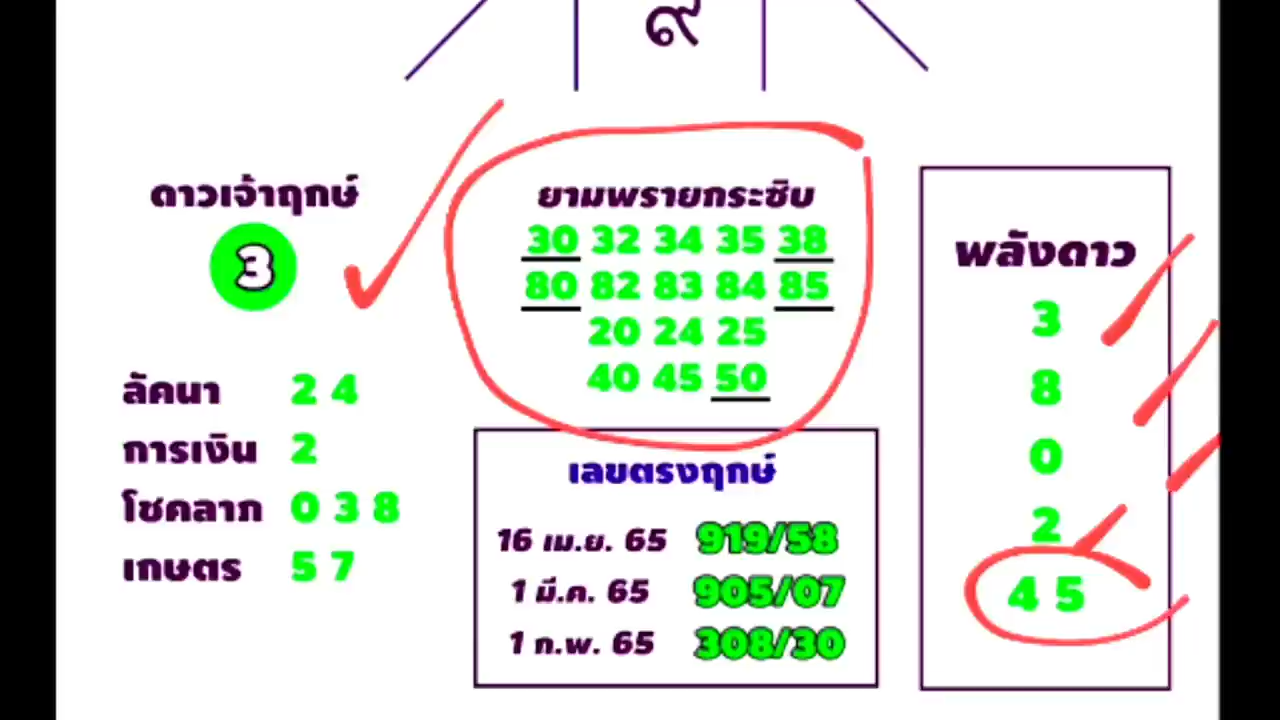 ๙
ดาวเจ้าฤกษ์
3
ลัคนา 2 4
การเงิน 2
โชคลาภ 0 3 8
เกษตร 5 7
ยามพรายกระซิบ
30 32 34 35 38
80 82 83 84 85
20 24 25
40 45 50
เลขตรงฤกษ์
16 เม.ย. 65 919/58
1 มี.ค. 65 905/07
1 ก.พ. 65 308/30
พลังดาว
3
8
0
2
4 5